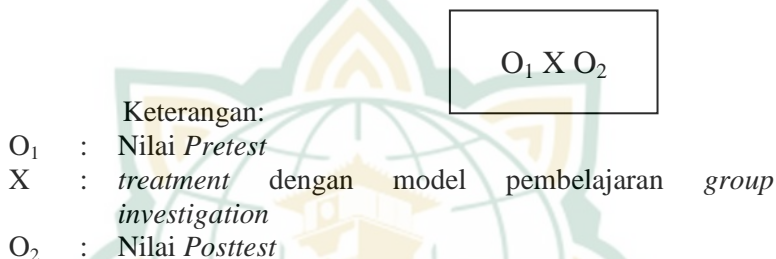 O₁ X O₂
Keterangan:
O₁ : Nilai Pretest
X : treatment dengan model pembelajaran group
investigation
O₂ : Nilai Posttest